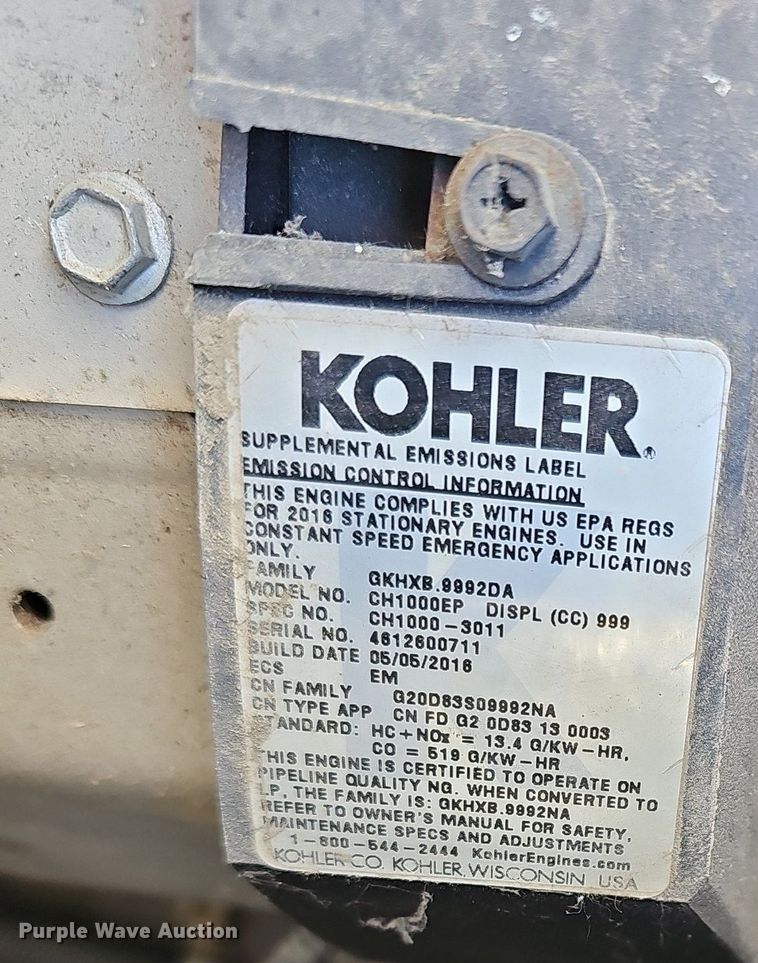 KOHLER®
SUPPLEMENTAL EMISSIONS LABEL
EMISSION CONTROL INFORMATION
THIS ENGINE COMPLIES WITH US EPA REGS
FOR 2016 STATIONARY ENGINES. USE IN
CONSTANT SPEED EMERGENCY APPLICATIONS
ONLY.
FAMILY GKHXB.9992DA
MODEL NO. CH1000EP DISPL (CC) 999
SPEC NO. CH1000-3011
SERIAL NO. 4612600711
BUILD DATE 05/05/2016
ECS EM
CN FAMILY G20D83S09992NA
CN TYPE APP CN FD G2 0D83 13 0003
STANDARD: HC+NOx = 13.4 G/KW-HR,
CO = 519 G/KW-HR
THIS ENGINE IS CERTIFIED TO OPERATE ON
PIPELINE QUALITY NG. WHEN CONVERTED TO
LP, THE FAMILY IS: GKHXB.9992NA
REFER TO OWNER'S MANUAL FOR SAFETY,
MAINTENANCE SPECS AND ADJUSTMENTS
1-800-544-2444 KohlerEngines.com
KOHLER CO. KOHLER, WISCONSIN USA
Purple Wave Auction